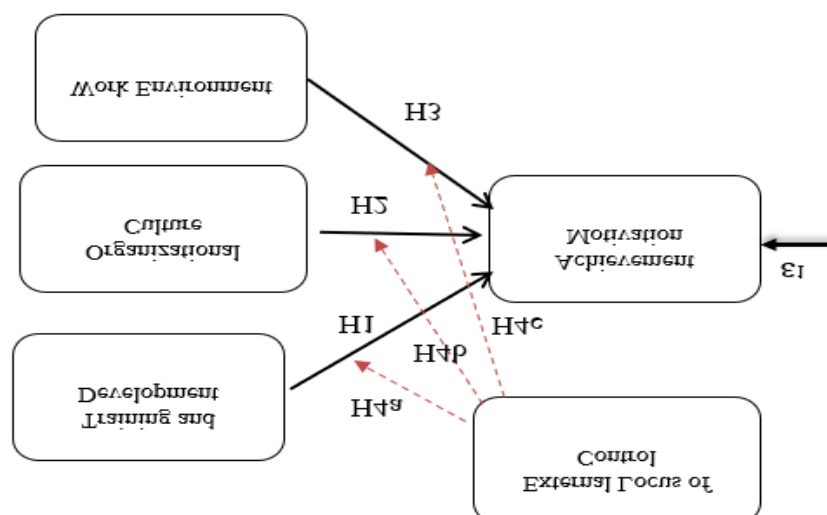 External Locus of
Control
Training and
Development
H4a
H4b
H4c
H1
ε1
Achievement
Motivation
Organizational
Culture
H2
H3
Work Environment